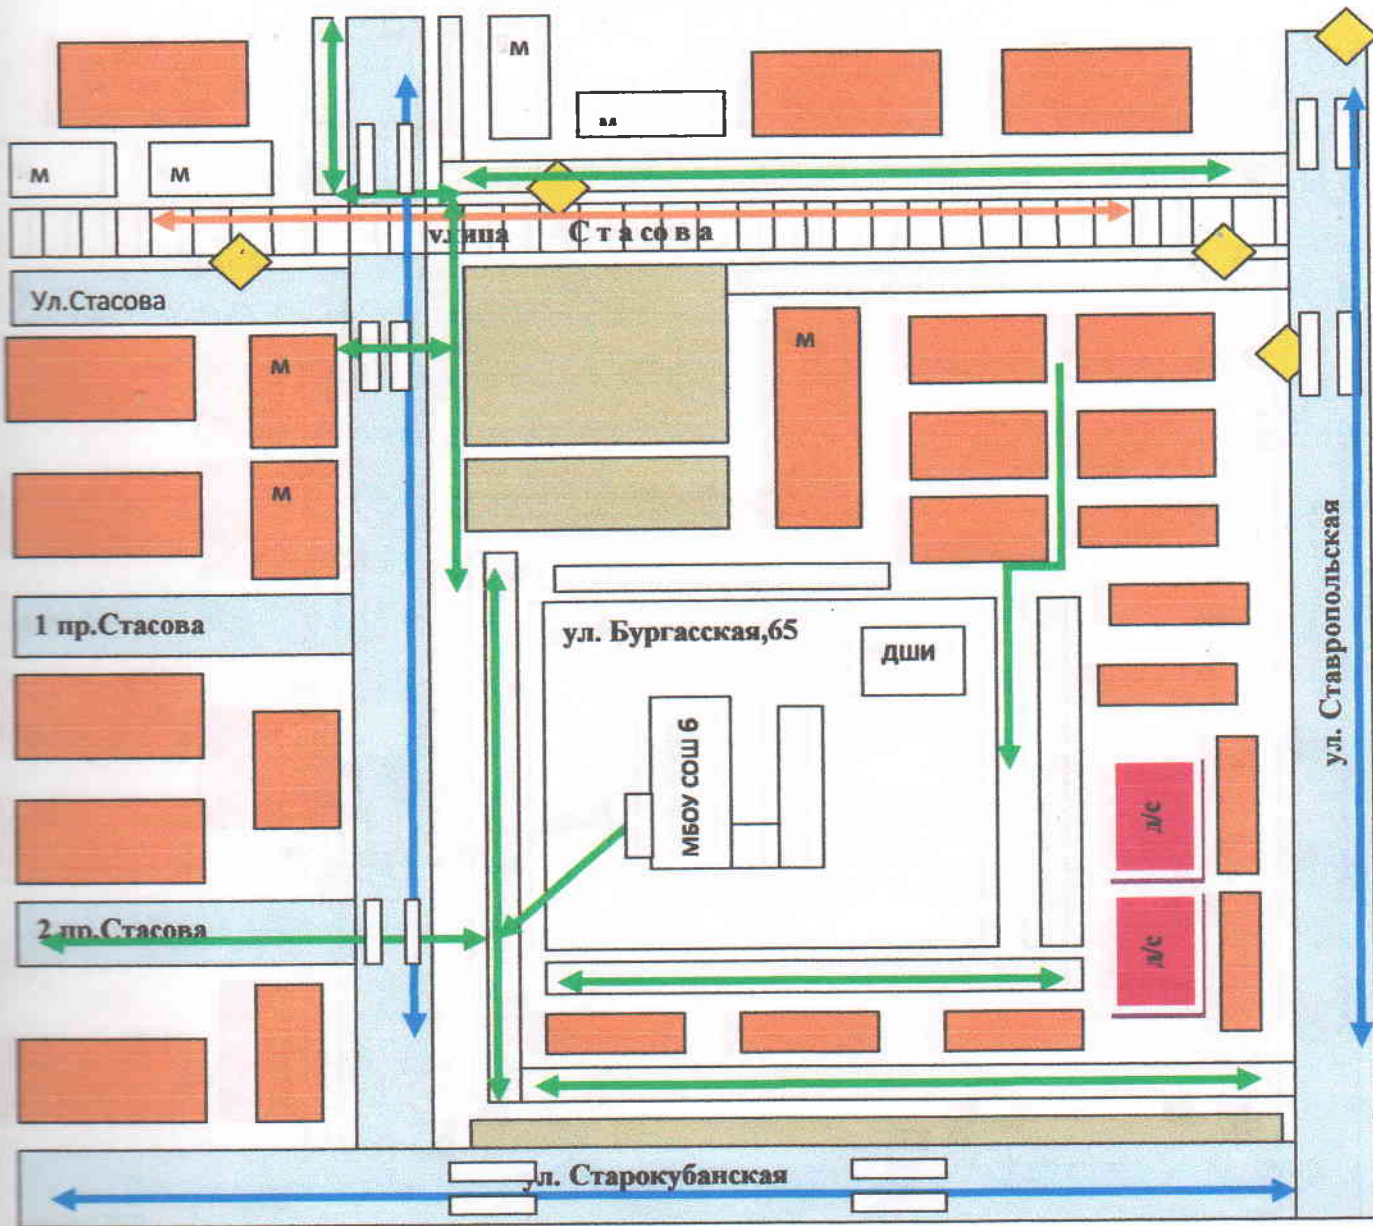 м
м
м
м
улица Стасова
Ул.Стасова
м
м
м
1 пр.Стасова
ул. Бургасская,65
ДШИ
МБОУ СОШ 6
ул. Ставропольская
д/с
2 пр.Стасова
д/с
ул. Старокубанская